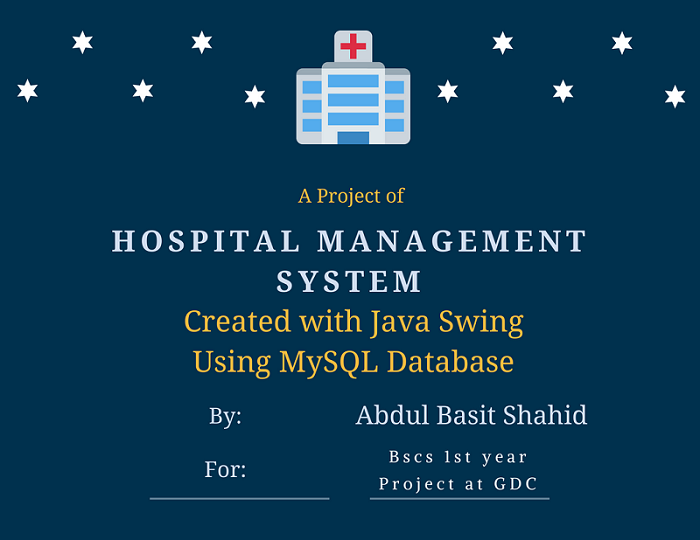 A Project of
HOSPITAL MANAGEMENT
SYSTEM
Created with Java Swing
Using MySQL Database
By: Abdul Basit Shahid
For: Bscs 1st year
Project at GDC